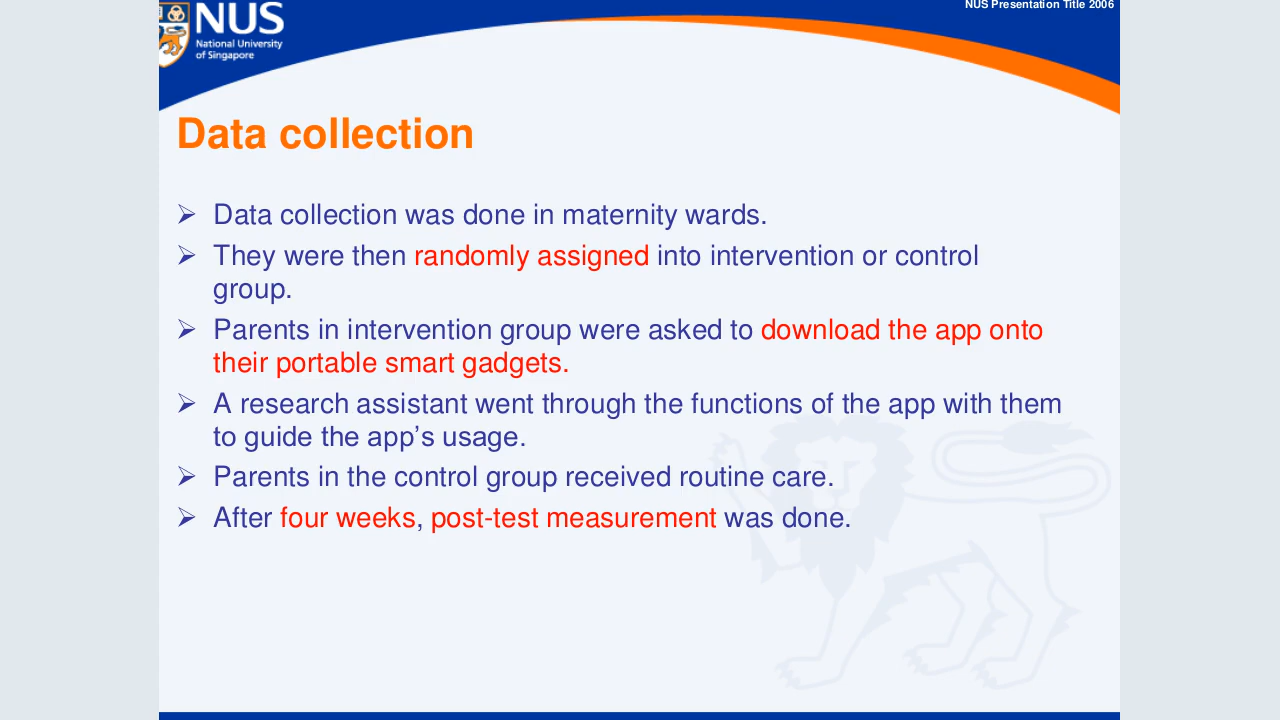 NUS Presentation Title 2006
NUS
National University
of Singapore
Data collection
➢ Data collection was done in maternity wards.
➢ They were then randomly assigned into intervention or control
group.
➢ Parents in intervention group were asked to download the app onto
their portable smart gadgets.
➢ A research assistant went through the functions of the app with them
to guide the app’s usage.
➢ Parents in the control group received routine care.
➢ After four weeks, post-test measurement was done.